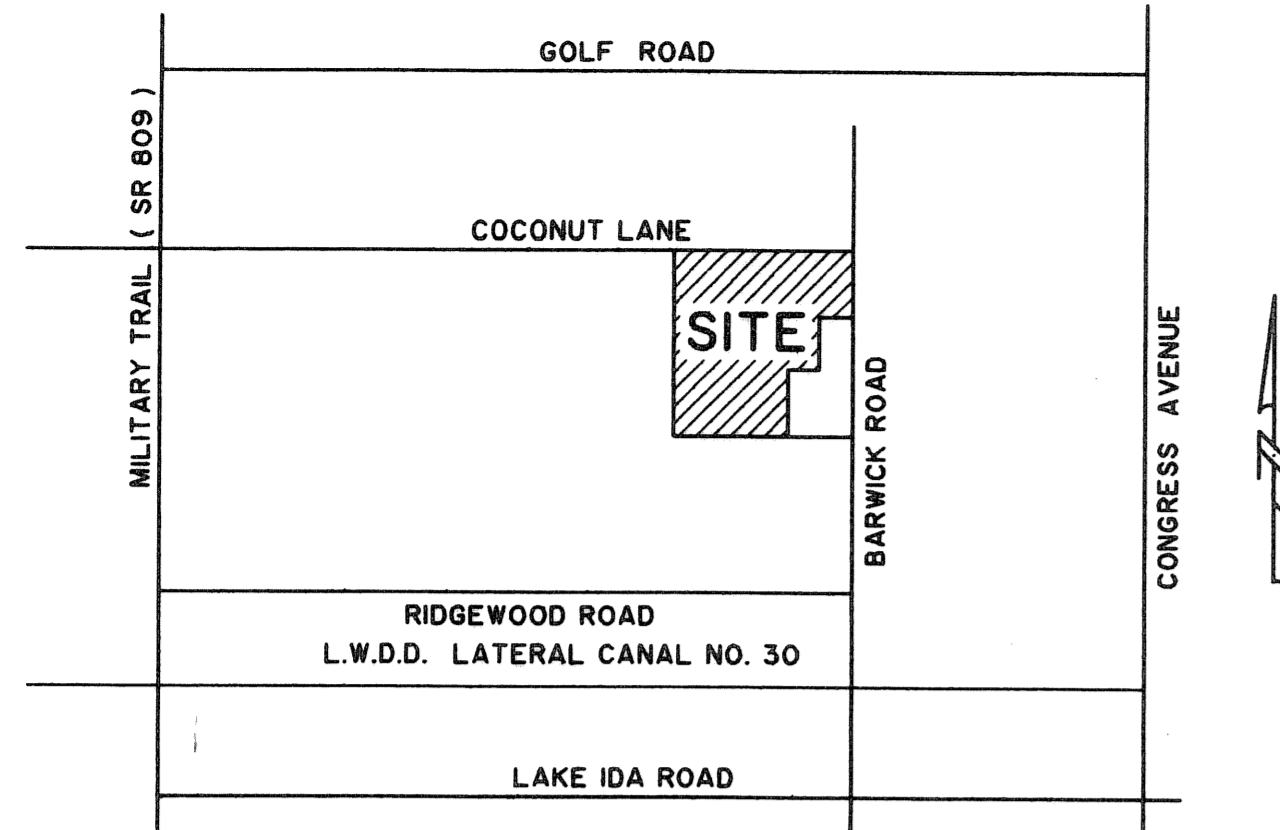 GOLF ROAD
MILITARY TRAIL ( SR 809 )
COCONUT LANE
SITE
BARWICK ROAD
CONGRESS AVENUE
N
RIDGEWOOD ROAD
L.W.D.D. LATERAL CANAL NO. 30
LAKE IDA ROAD